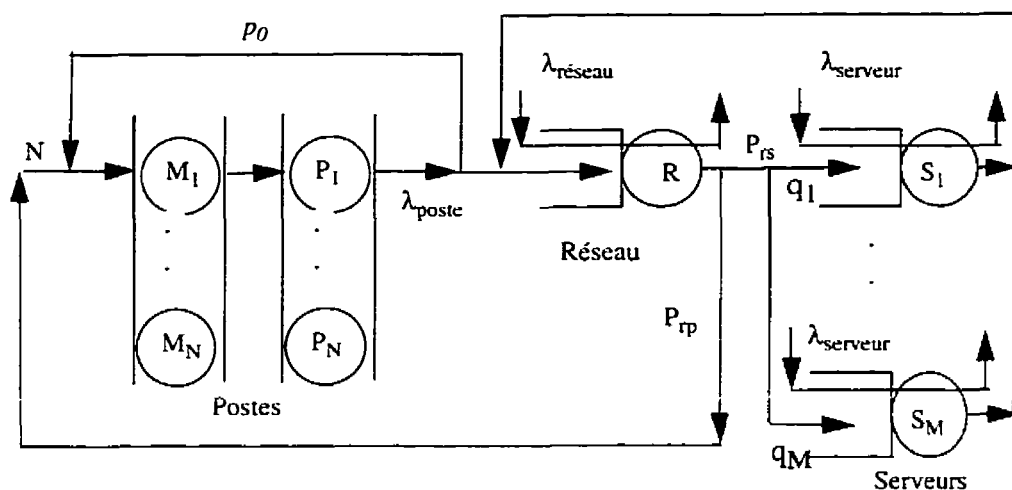 p0
λréseau
λserveur
N
M1
P1
λposte
R
Prs
q1
S1
Réseau
Prp
λserveur
MN
PN
Postes
qM
SM
Serveurs